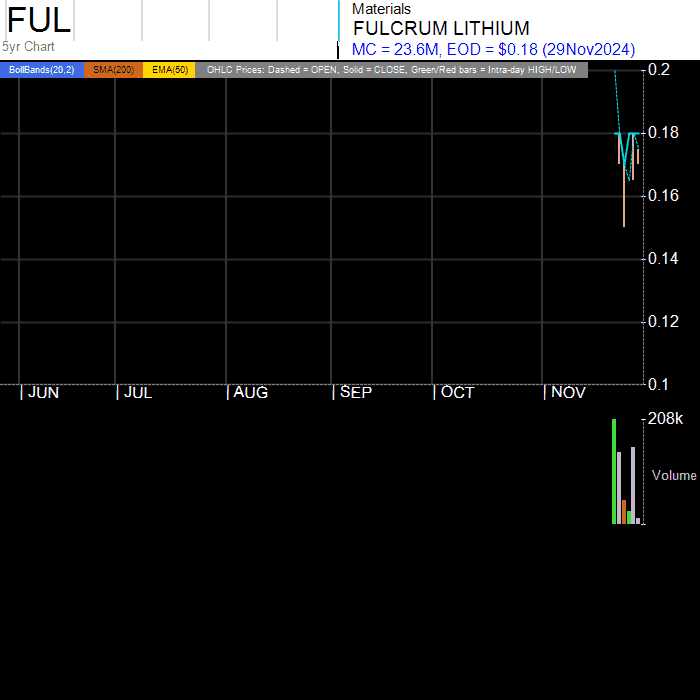 FUL
5yr Chart
Materials
FULCRUM LITHIUM
MC = 23.6M, EOD = $0.18 (29Nov2024)
BollBands(20,2) SMA(200) EMA(50) OHLC Prices: Dashed = OPEN, Solid = CLOSE, Green/Red bars = Intra-day HIGH/LOW
0.2
0.18
0.16
0.14
0.12
0.1
| JUN | JUL | AUG | SEP | OCT | NOV
208k
Volume